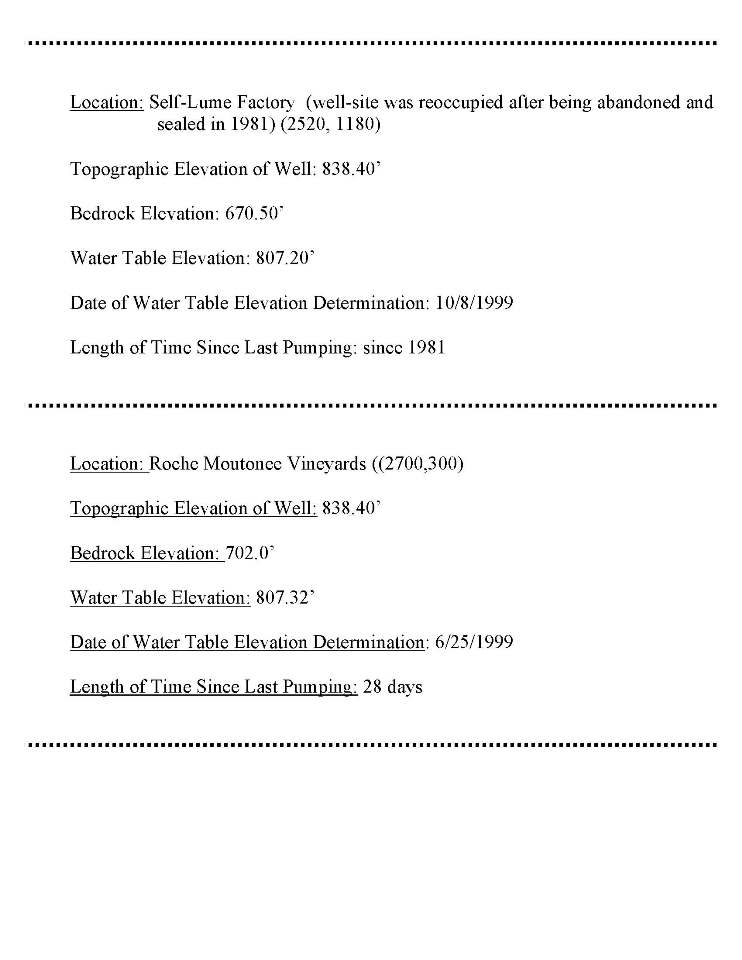 Location: Self-Lume Factory (well-site was reoccupied after being abandoned and
sealed in 1981) (2520, 1180)
Topographic Elevation of Well: 838.40’
Bedrock Elevation: 670.50’
Water Table Elevation: 807.20’
Date of Water Table Elevation Determination: 10/8/1999
Length of Time Since Last Pumping: since 1981
Location: Roche Moutonee Vineyards ((2700,300)
Topographic Elevation of Well: 838.40’
Bedrock Elevation: 702.0’
Water Table Elevation: 807.32’
Date of Water Table Elevation Determination: 6/25/1999
Length of Time Since Last Pumping: 28 days